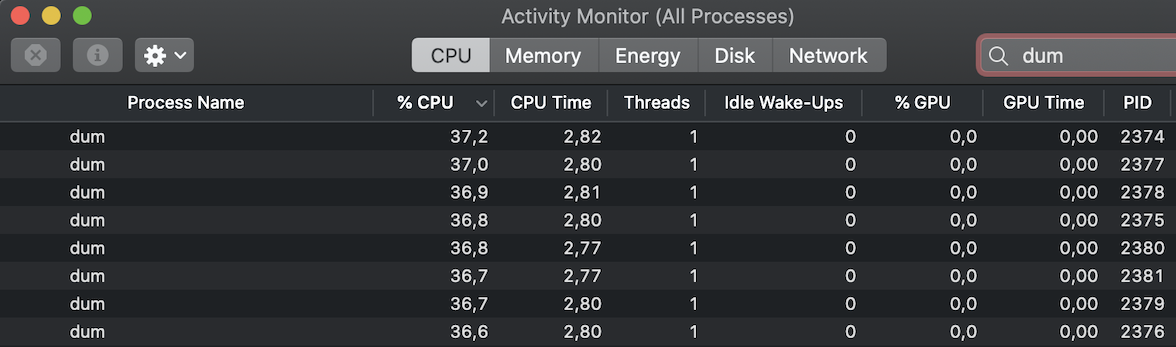 Activity Monitor (All Processes)
CPU Memory Energy Disk Network dum
Process Name % CPU CPU Time Threads Idle Wake-Ups % GPU GPU Time PID
dum 37,2 2,82 1 0 0,0 0,00 2374
dum 37,0 2,80 1 0 0,0 0,00 2377
dum 36,9 2,81 1 0 0,0 0,00 2378
dum 36,8 2,80 1 0 0,0 0,00 2375
dum 36,8 2,77 1 0 0,0 0,00 2380
dum 36,7 2,77 1 0 0,0 0,00 2381
dum 36,7 2,80 1 0 0,0 0,00 2379
dum 36,6 2,80 1 0 0,0 0,00 2376